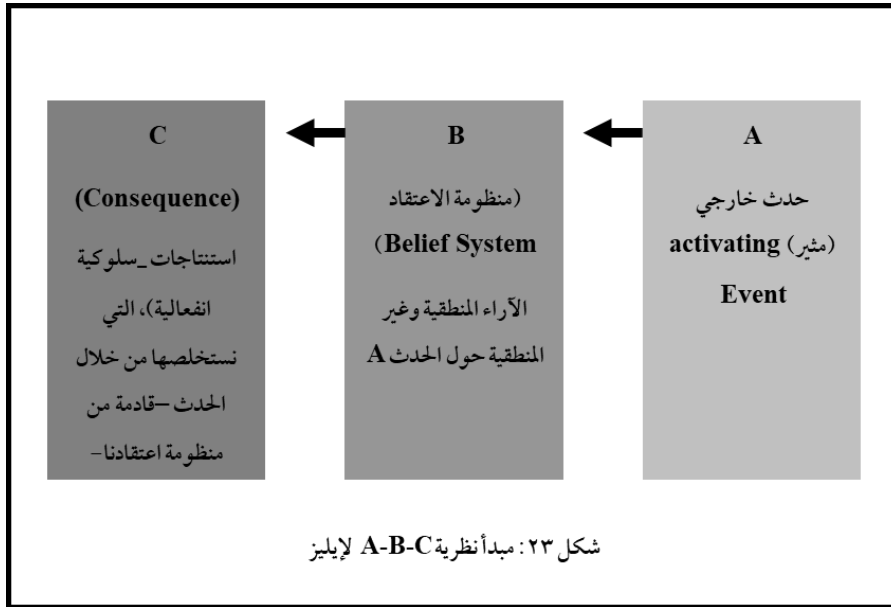 A
حدث خارجي
(مثير) activating
Event
B
(منظومة الاعتقاد
Belief System)
الآراء المنطقية وغير
المنطقية حول الحدث A
C
(Consequence)
استنتاجات_سلوكية
انفعالية)، التي
نستخلصها من خلال
الحدث –قادمة من
منظومة اعتقادنا-
شكل ٢٣: مبدأ نظرية A-B-C لإيليز